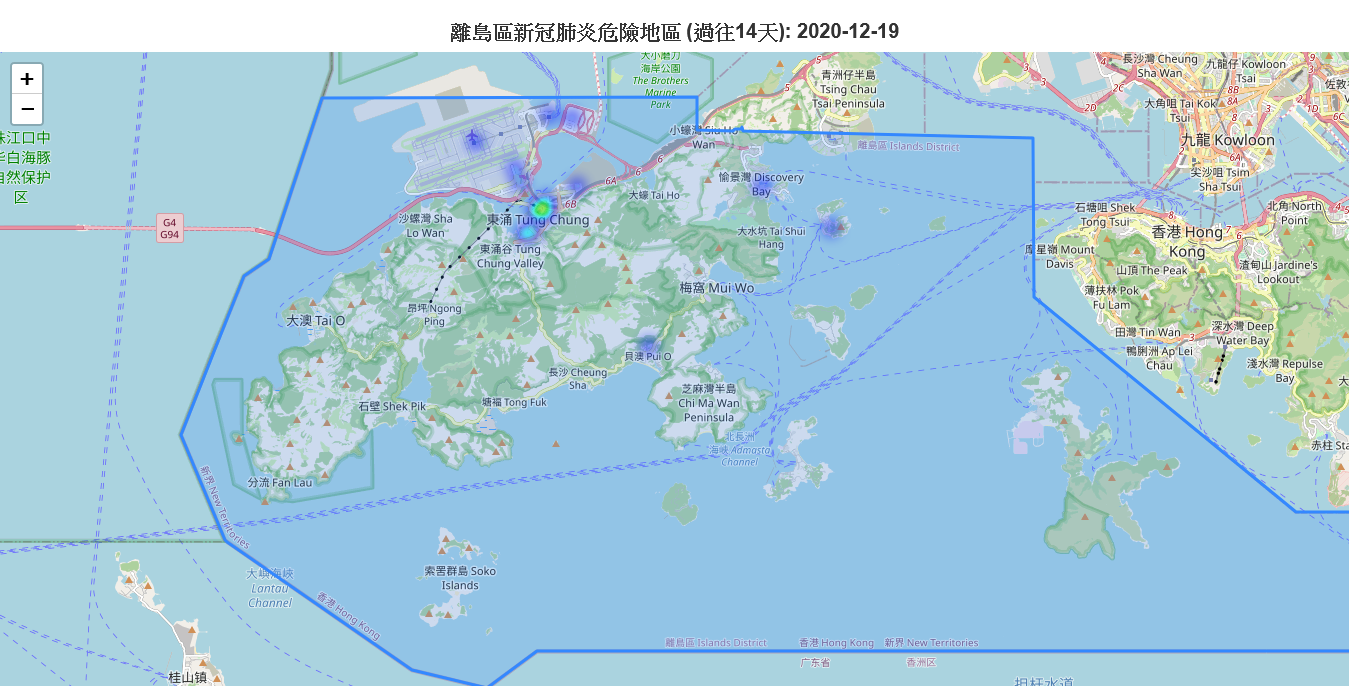 離島區新冠肺炎危險地區 (過往14天): 2020-12-19
+
−
大小磨刀
海岸公園
The Brothers
Marine
Park
青洲仔半島
Tsing Chau
Tsai Peninsula
長沙灣 Cheung
Sha Wan
九龍仔 Kowloon
Tsai
大角咀 Tai Kok
Tsui
九龍 Kowloon
尖沙咀 Tsim
Sha Tsui
珠江口中
华白海豚
自然保护
区
G4
G94
小蠔灣 Siu Ho
Wan
離島區 Islands District
愉景灣 Discovery
Bay
6
6A
6B
大蠔 Tai Ho
沙螺灣 Sha
Lo Wan
東涌 Tung Chung
東涌谷 Tung
Chung Valley
大水坑 Tai Shui
Hang
石塘咀 Shek
Tong Tsui
北角 North
Point
香港 Hong
Kong
摩星嶺 Mount
Davis
山頂 The Peak
渣甸山 Jardine's
Lookout
梅窩 Mui Wo
薄扶林 Pok
Fu Lam
昂坪 Ngong
Ping
大澳 Tai O
田灣 Tin Wan
深水灣 Deep
Water Bay
鴨脷洲 Ap Lei
Chau
淺水灣 Repulse
Bay
貝澳 Pui O
長沙 Cheung
Sha
芝麻灣半島
Chi Ma Wan
Peninsula
石壁 Shek Pik
塘福 Tong Fuk
北長洲
海峽 Adamasta
Channel
赤柱 Sta
分流 Fan Lau
新界 New Territories
索罟群島 Soko
Islands
大嶼海峽
Lantau
Channel
香港 Hong Kong
離島區 Islands District
香港 Hong Kong
新界 New Territories
广东省
香洲区
桂山镇
担杆水道